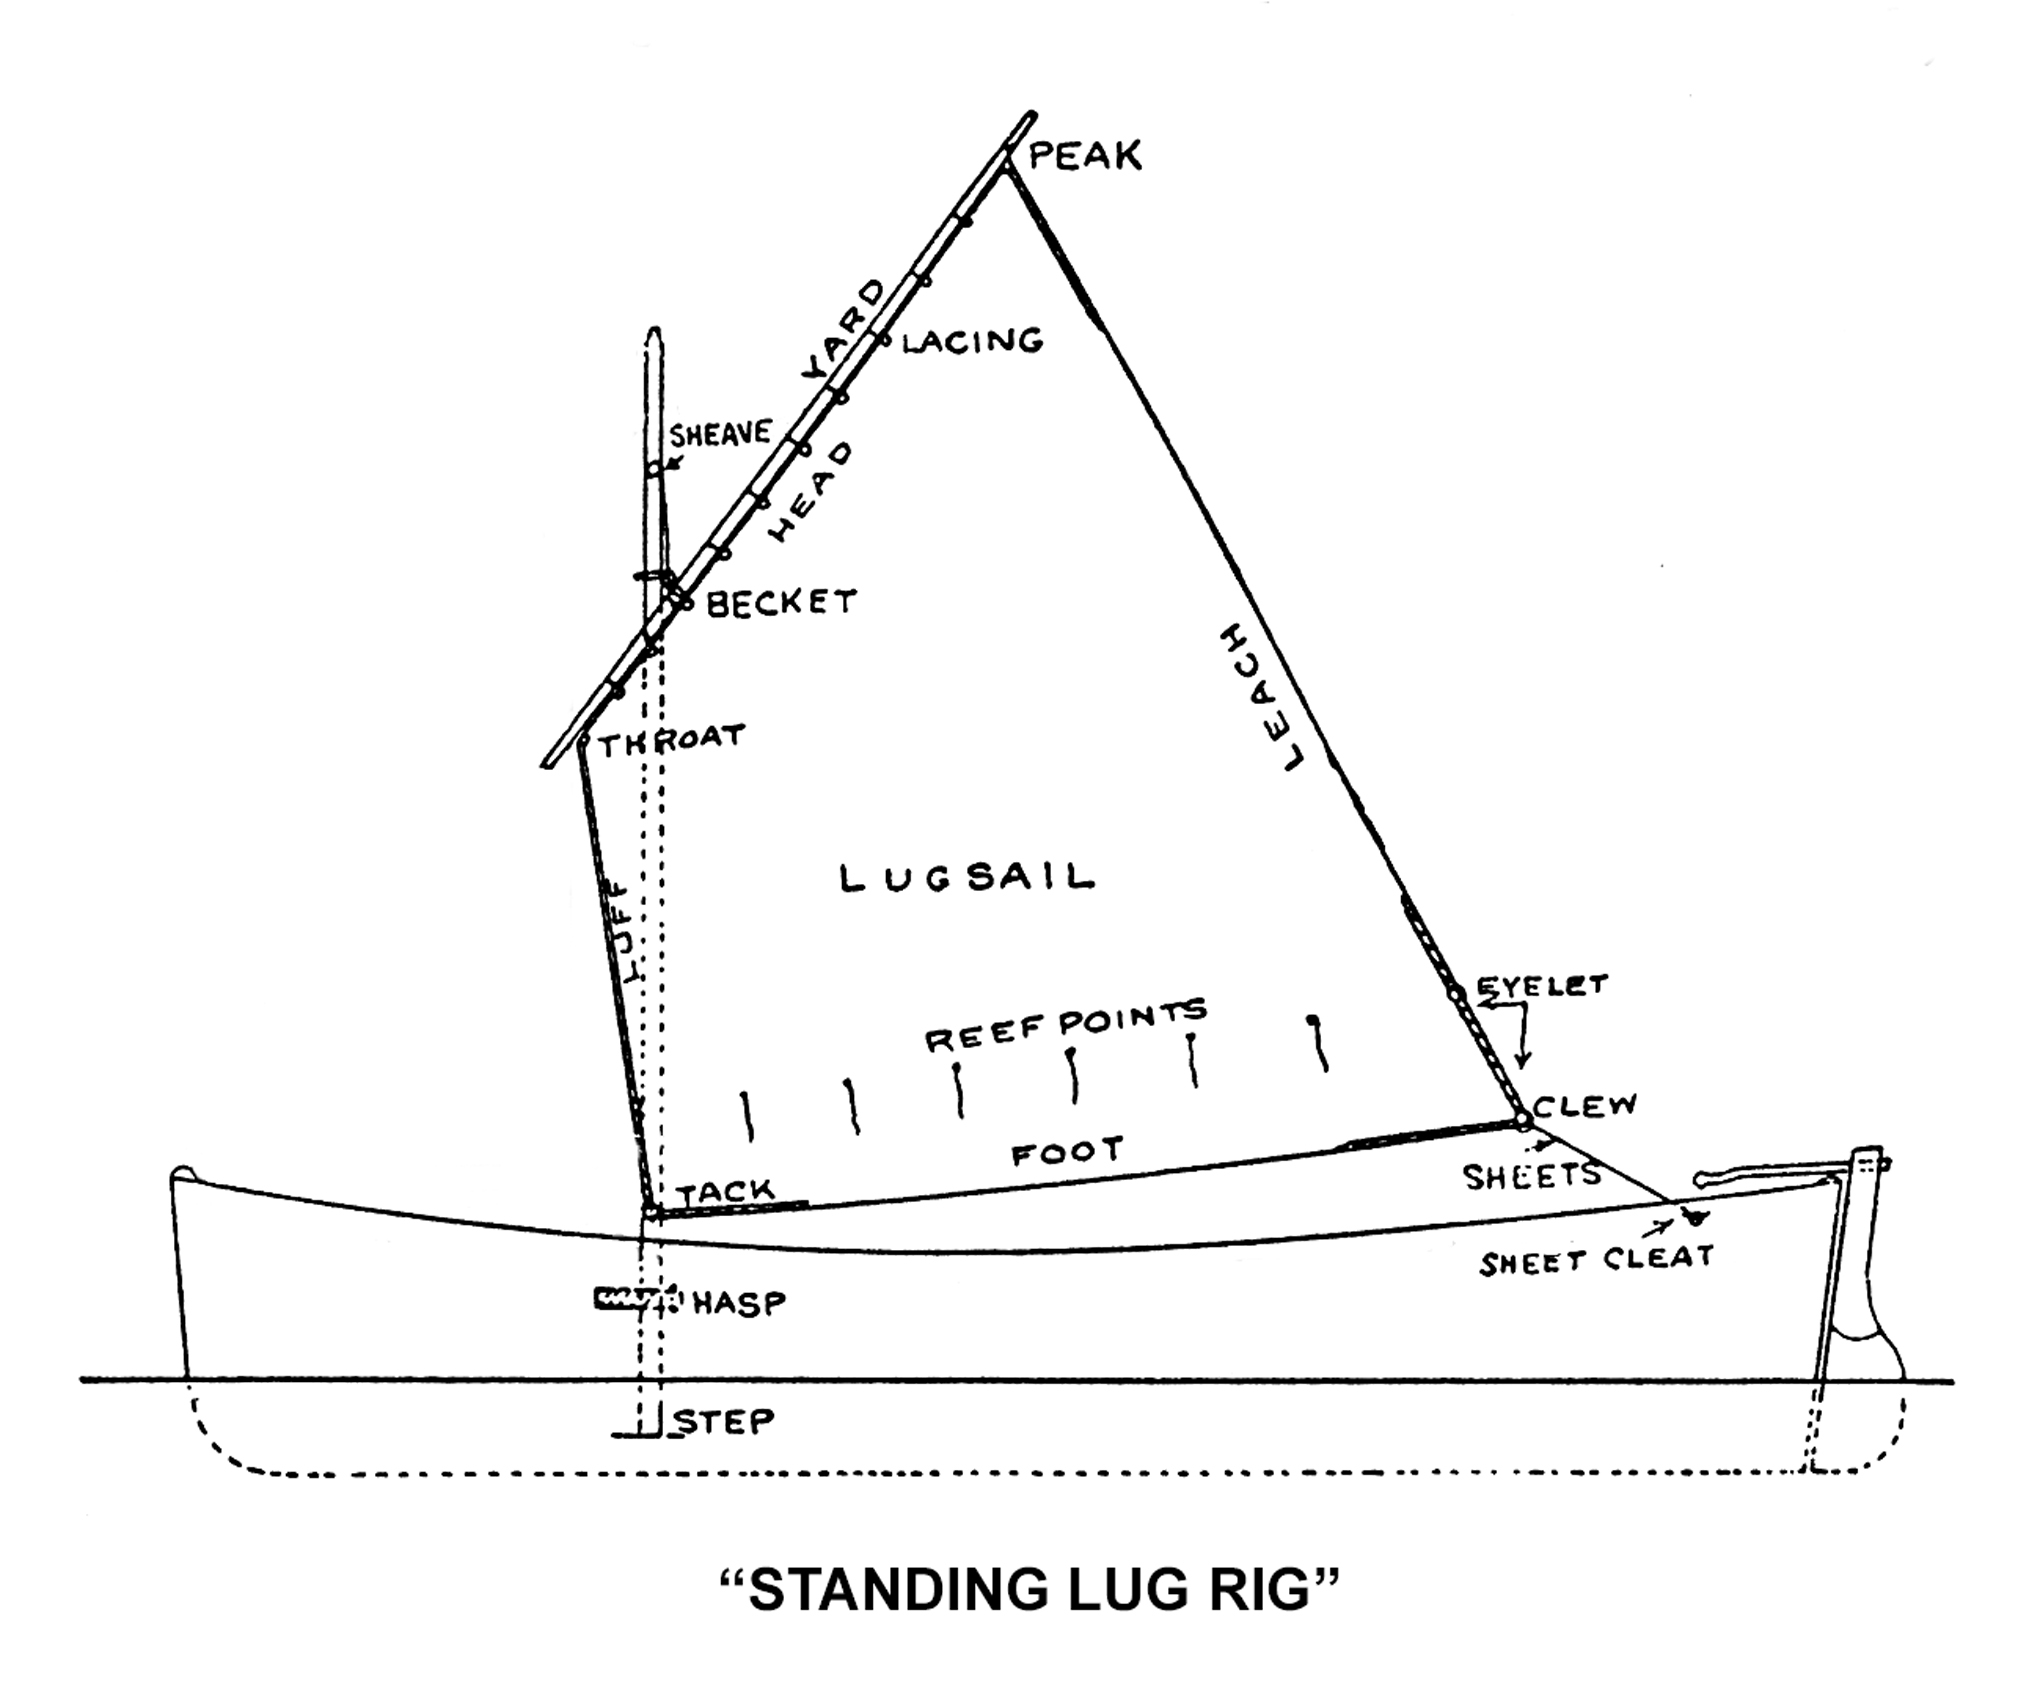 PEAK
YARD
LACING
SHEAVE
HEAD
BECKET
LEACH
THROAT
LUGSAIL
LUFF
EYELET
REEF POINTS
CLEW
FOOT
SHEETS
TACK
SHEET CLEAT
HASP
STEP
“STANDING LUG RIG”